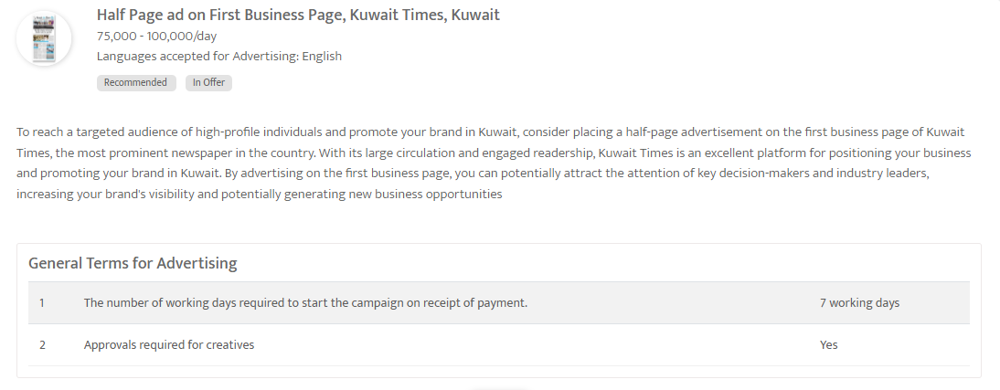 Half Page ad on First Business Page, Kuwait Times, Kuwait
75,000 - 100,000/day
Languages accepted for Advertising: English
Recommended In Offer
To reach a targeted audience of high-profile individuals and promote your brand in Kuwait, consider placing a half-page advertisement on the first business page of Kuwait
Times, the most prominent newspaper in the country. With its large circulation and engaged readership, Kuwait Times is an excellent platform for positioning your business
and promoting your brand in Kuwait. By advertising on the first business page, you can potentially attract the attention of key decision-makers and industry leaders,
increasing your brand's visibility and potentially generating new business opportunities
General Terms for Advertising
1 The number of working days required to start the campaign on receipt of payment. 7 working days
2 Approvals required for creatives Yes